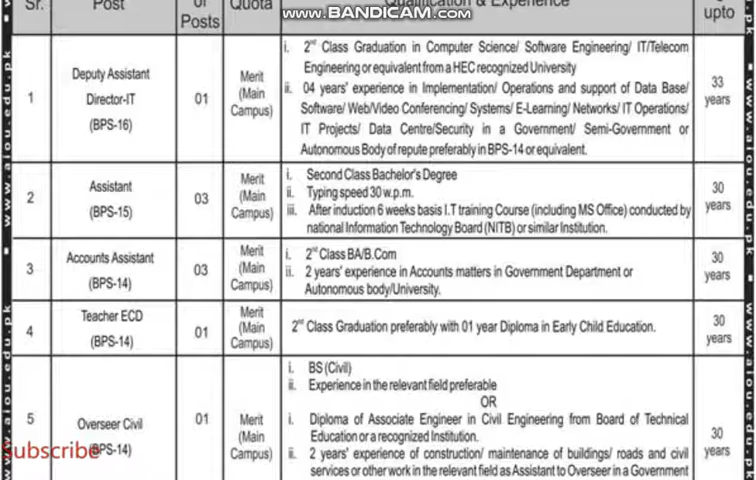 Sr.
Post
of
Posts
Quota
Qualification & Experience
upto
www.BANDICAM.com
1
Deputy Assistant
Director-IT
(BPS-16)
01
Merit
(Main
Campus)
i. 2nd Class Graduation in Computer Science/ Software Engineering/ IT/Telecom
Engineering or equivalent from a HEC recognized University
ii. 04 years' experience in Implementation/ Operations and support of Data Base/
Software/ Web/Video Conferencing/ Systems/ E-Learning/ Networks/ IT Operations/
IT Projects/ Data Centre/Security in a Government/ Semi-Government or
Autonomous Body of repute preferably in BPS-14 or equivalent.
33
years
2
Assistant
(BPS-15)
03
Merit
(Main
Campus)
i. Second Class Bachelor's Degree
ii. Typing speed 30 w.p.m.
iii. After induction 6 weeks basis I.T training Course (including MS Office) conducted by
national Information Technology Board (NITB) or similar Institution.
30
years
3
Accounts Assistant
(BPS-14)
03
Merit
(Main
Campus)
i. 2nd Class BA/B.Com
ii. 2 years' experience in Accounts matters in Government Department or
Autonomous body/University.
30
years
4
Teacher ECD
(BPS-14)
01
Merit
(Main
Campus)
2nd Class Graduation preferably with 01 year Diploma in Early Child Education.
30
years
5
Overseer Civil
(BPS-14)
01
Merit
(Main
Campus)
i. BS (Civil)
ii. Experience in the relevant field preferable
OR
i. Diploma of Associate Engineer in Civil Engineering from Board of Technical
Education or a recognized Institution.
ii. 2 years' experience of construction/ maintenance of buildings/ roads and civil
services or other work in the relevant field as Assistant to Overseer in a Government
30
years
Subscribe
www.aiou.edu.pk
www.aiou.edu.pk